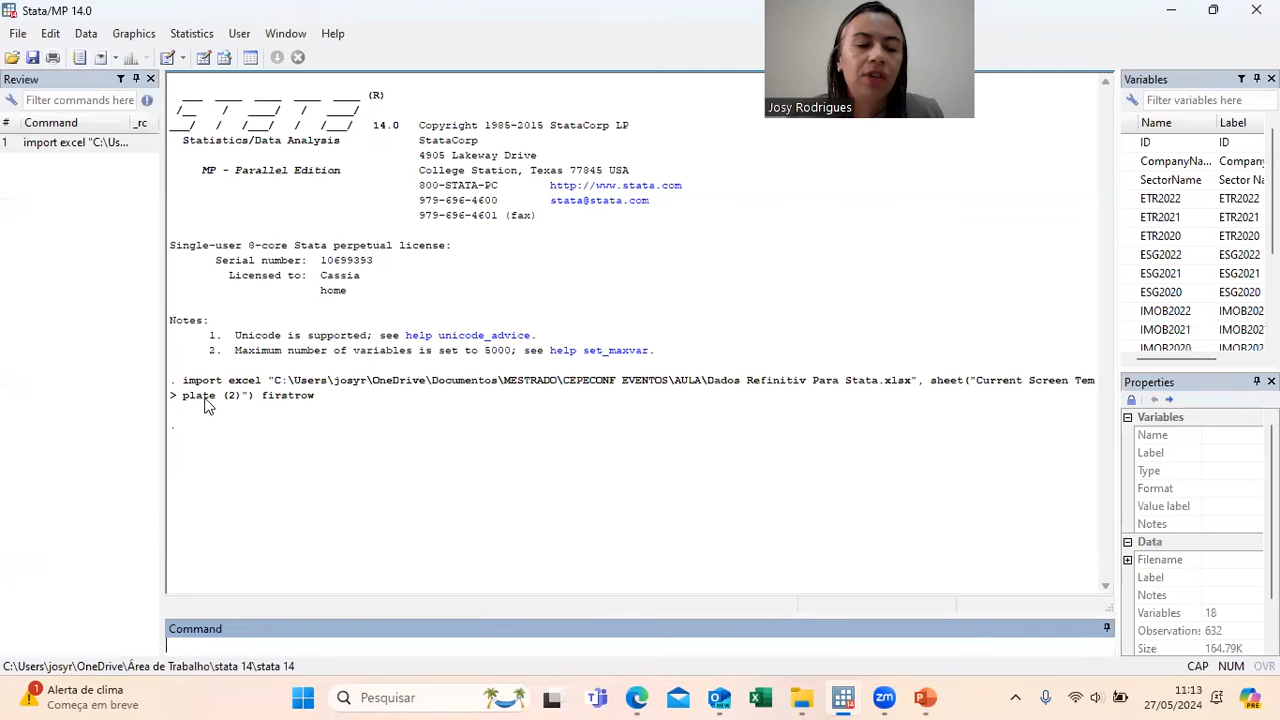 Stata/MP 14.0
File Edit Data Graphics Statistics User Window Help
Review
Filter commands here
# Command _rc
1 import excel "C:\Us...
(R)
14.0 Copyright 1985-2015 StataCorp LP
Statistics/Data Analysis StataCorp
4905 Lakeway Drive
MP - Parallel Edition College Station, Texas 77845 USA
800-STATA-PC http://www.stata.com
979-696-4600 stata@stata.com
979-696-4601 (fax)
Single-user 8-core Stata perpetual license:
Serial number: 10699393
Licensed to: Cassia
home
Notes:
1. Unicode is supported; see help unicode_advice.
2. Maximum number of variables is set to 5000; see help set_maxvar.
. import excel "C:\Users\josyr\OneDrive\Documentos\MESTRADO\CEPECONF EVENTOS\AULA\Dados Refinitiv Para Stata.xlsx", sheet("Current Screen Tem
> plate (2)") firstrow
.
Josy Rodrigues
Variables
Filter variables here
Name Label
ID ID
CompanyNa... Company
SectorName Sector Na
ETR2022 ETR2022
ETR2021 ETR2021
ETR2020 ETR2020
ESG2022 ESG2022
ESG2021 ESG2021
ESG2020 ESG2020
IMOB2022 IMOB202
IMOB2021 IMOB202
IMOB2020 IMOB202
Properties
Variables
Name
Label
Type
Format
Value label
Notes
Data
Filename
Label
Notes
Variables 18
Observations 632
Size 164.79K
Command
C:\Users\josyr\OneDrive\Área de Trabalho\stata 14\stata 14
CAP NUM OVR
1
Alerta de clima
Começa em breve
Pesquisar
NEW
14
zm
11:13
27/05/2024
PRE